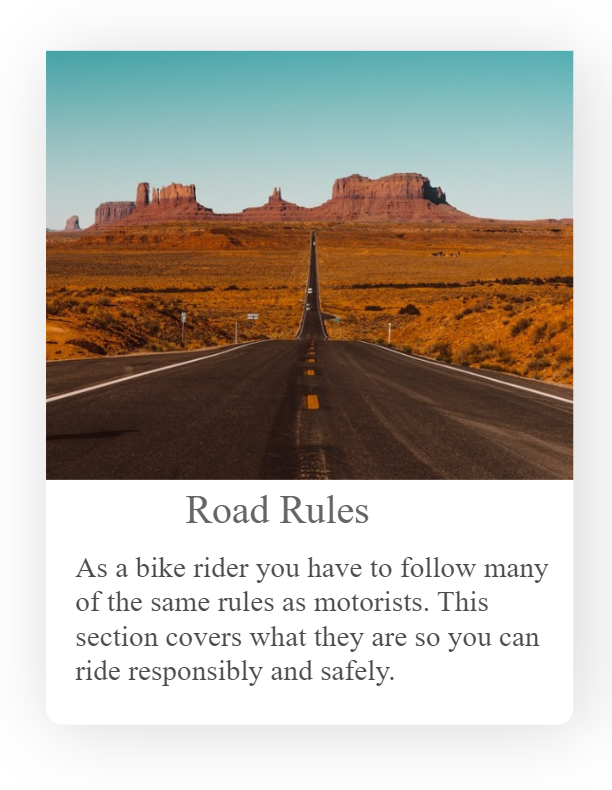 Road Rules
As a bike rider you have to follow many
of the same rules as motorists. This
section covers what they are so you can
ride responsibly and safely.